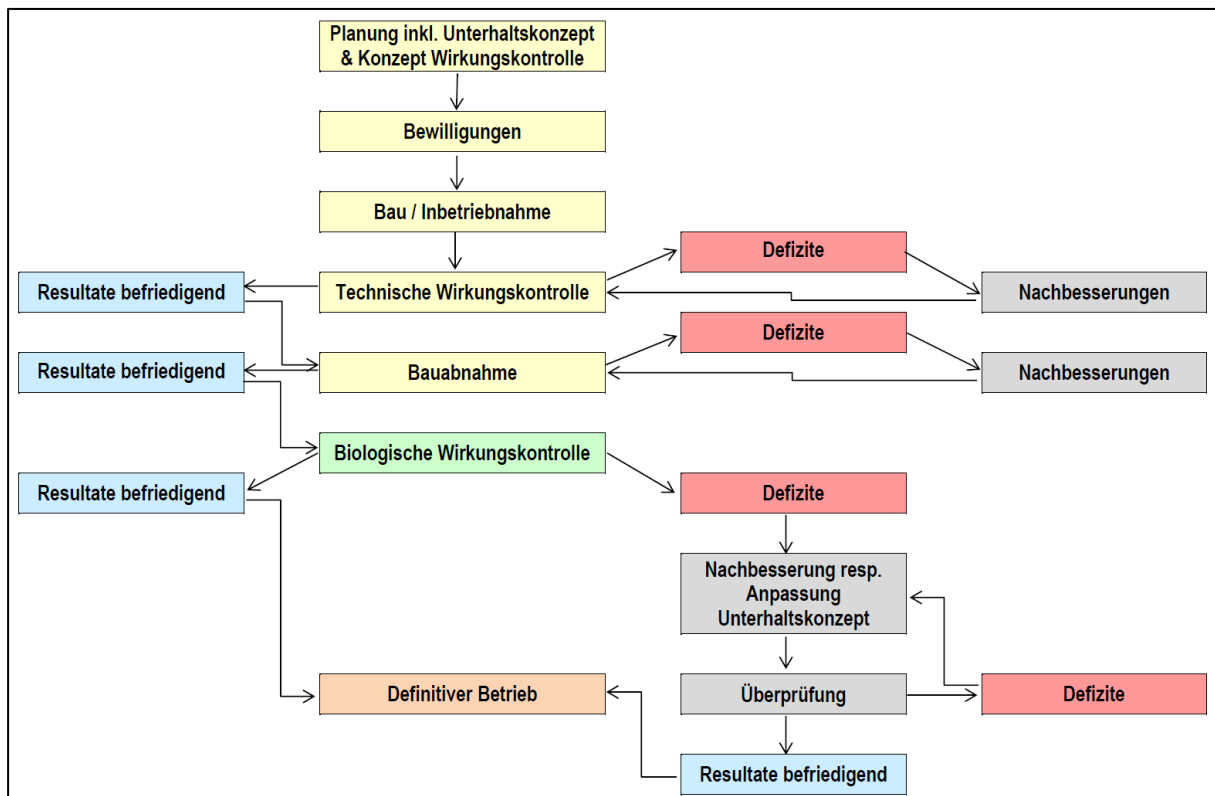 Planung inkl. Unterhaltskonzept
& Konzept Wirkungskontrolle
Bewilligungen
Bau / Inbetriebnahme
Defizite
Resultate befriedigend
Technische Wirkungskontrolle
Nachbesserungen
Defizite
Resultate befriedigend
Bauabnahme
Nachbesserungen
Biologische Wirkungskontrolle
Resultate befriedigend
Defizite
Nachbesserung resp.
Anpassung
Unterhaltskonzept
Definitiver Betrieb
Überprüfung
Defizite
Resultate befriedigend